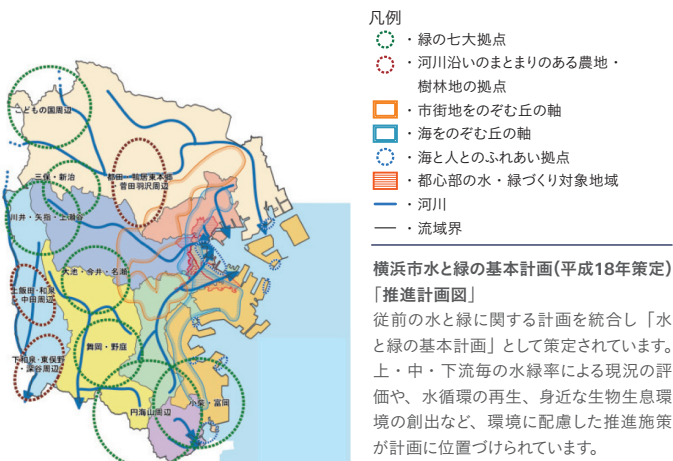 こどもの国周辺
三保・新治
都田・鴨居東本郷
菅田羽沢周辺
川井・矢指・上瀬谷
大池・今井・名瀬
上飯田・和泉
中田周辺
舞岡・野庭
下和泉・東俣野
・深谷周辺
円海山周辺
小柴・富岡
凡例
・緑の七大拠点
・河川沿いのまとまりのある農地・
樹林地の拠点
・市街地をのぞむ丘の軸
・海をのぞむ丘の軸
・海と人とのふれあい拠点
・都心部の水・緑づくり対象地域
・河川
・流域界
横浜市水と緑の基本計画(平成18年策定)
「推進計画図」
従前の水と緑に関する計画を統合し「水
と緑の基本計画」として策定されています。
上・中・下流毎の水緑率による現況の評
価や、水循環の再生、身近な生物生息環
境の創出など、環境に配慮した推進施策
が計画に位置づけられています。